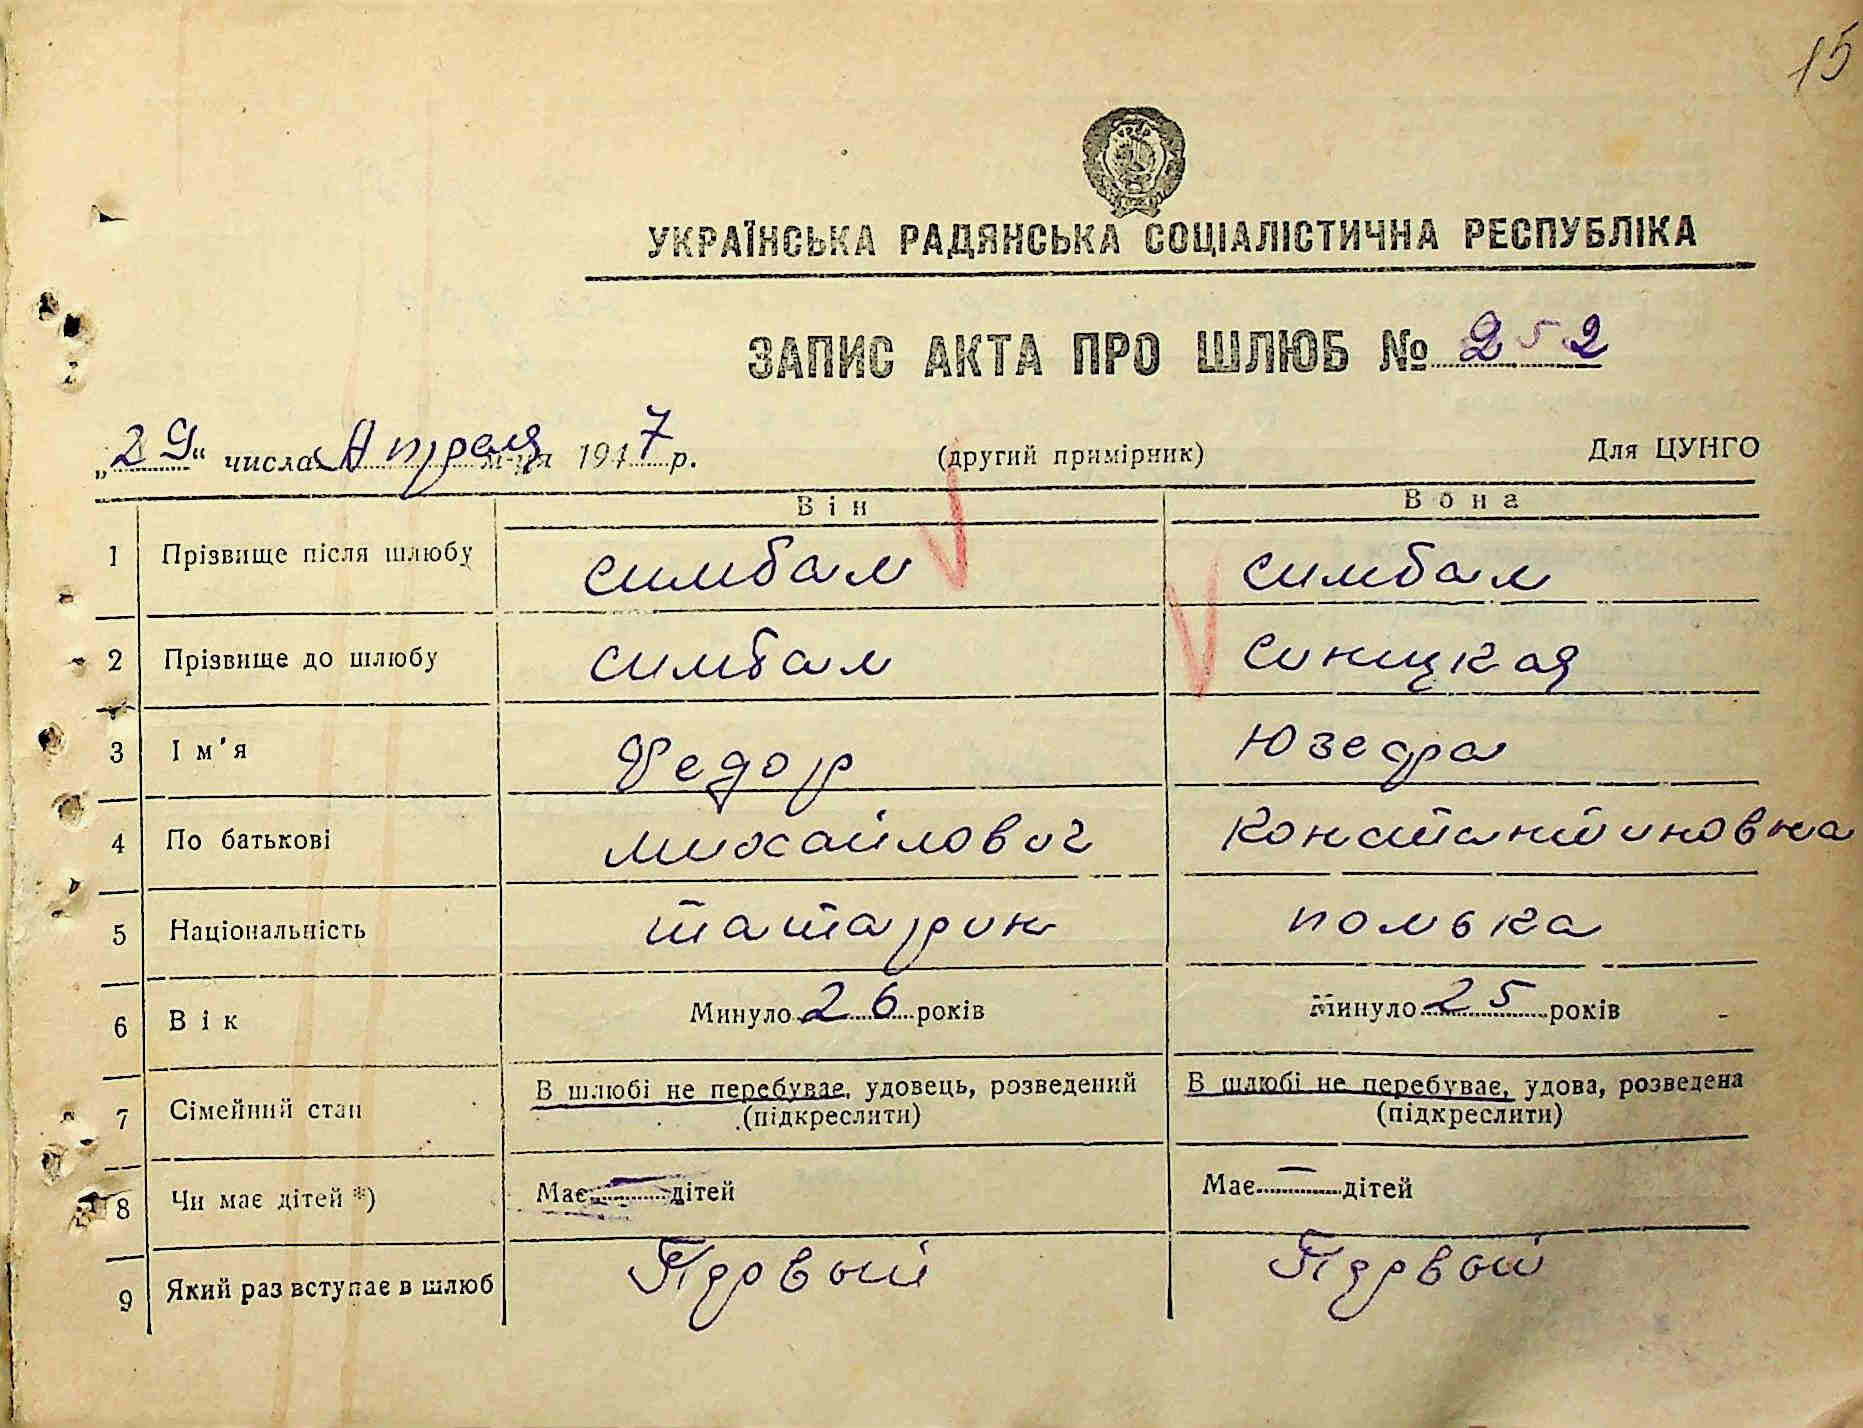 15
УКРАЇНСЬКА РАДЯНСЬКА СОЦІАЛІСТИЧНА РЕСПУБЛІКА
ЗАПИС АКТА ПРО ШЛЮБ № 252
„29“ числа Апреля м-ця 1947 р. (другий примірник) Для ЦУНГО
Він Вона
1 Прізвище після шлюбу симбал симбал
2 Прізвище до шлюбу симбал синицкая
3 Ім'я Федор Юзефа
4 По батькові михайлович константиновна
5 Національність татарин полька
6 Вік Минуло 26 років Минуло 25 років
7 Сімейний стан В шлюбі не перебуває, удовець, розведений (підкреслити) В шлюбі не перебуває, удова, розведена (підкреслити)
8 Чи має дітей *) Має — дітей Має — дітей
9 Який раз вступає в шлюб Первый Первый